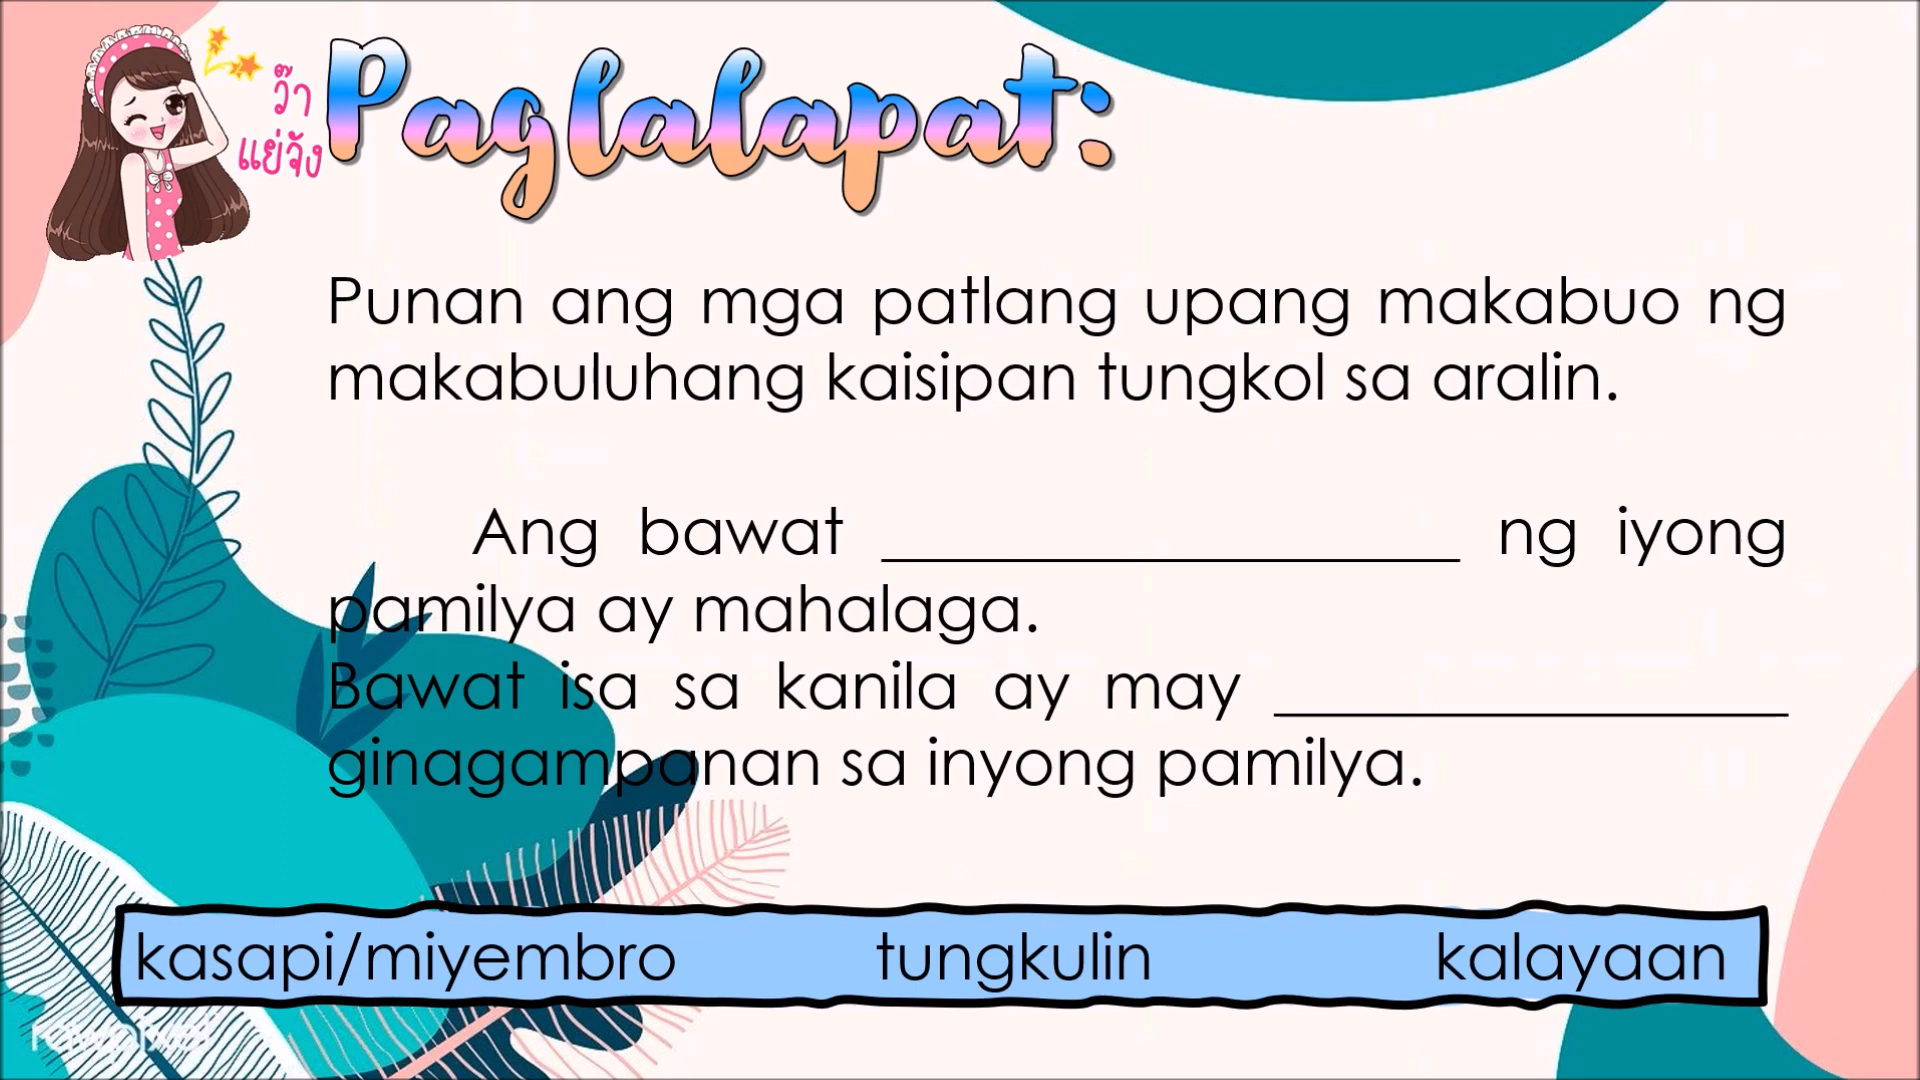 ว๊า
แย่จัง
Paglalapat:
Punan ang mga patlang upang makabuo ng
makabuluhang kaisipan tungkol sa aralin.
Ang bawat __________________ ng iyong
pamilya ay mahalaga.
Bawat isa sa kanila ay may ________________
ginagampanan sa inyong pamilya.
kasapi/miyembro tungkulin kalayaan
rawpixel